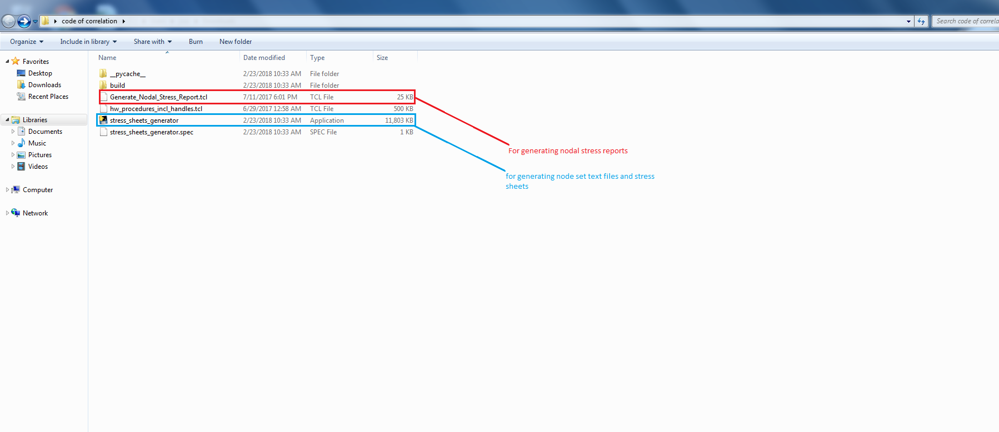 code of correlation
Search code of correla
Organize Include in library Share with Burn New folder
Name Date modified Type Size
Favorites
Desktop
Downloads
Recent Places
Libraries
Documents
Music
Pictures
Videos
Computer
Network
__pycache__ 2/23/2018 10:33 AM File folder
build 2/23/2018 10:33 AM File folder
Generate_Nodal_Stress_Report.tcl 7/11/2017 6:01 PM TCL File 25 KB
hw_procedures_incl_handles.tcl 6/29/2017 12:58 AM TCL File 500 KB
stress_sheets_generator 2/23/2018 10:33 AM Application 11,803 KB
stress_sheets_generator.spec 2/23/2018 10:33 AM SPEC File 1 KB
For generating nodal stress reports
for generating node set text files and stress
sheets